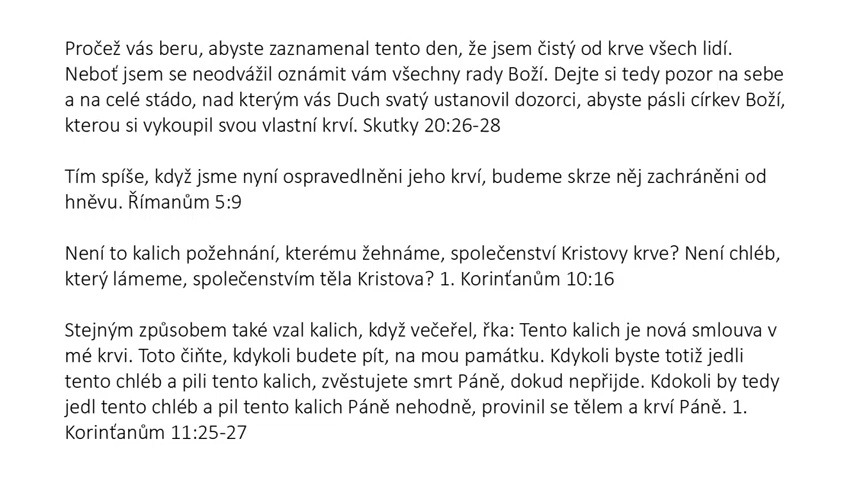 Pročež vás beru, abyste zaznamenal tento den, že jsem čistý od krve všech lidí.
Neboť jsem se neodvážil oznámit vám všechny rady Boží. Dejte si tedy pozor na sebe
a na celé stádo, nad kterým vás Duch svatý ustanovil dozorci, abyste pásli církev Boží,
kterou si vykoupil svou vlastní krví. Skutky 20:26-28
Tím spíše, když jsme nyní ospravedlněni jeho krví, budeme skrze něj zachráněni od
hněvu. Římanům 5:9
Není to kalich požehnání, kterému žehnáme, společenství Kristovy krve? Není chléb,
který lámeme, společenstvím těla Kristova? 1. Korinťanům 10:16
Stejným způsobem také vzal kalich, když večeřel, řka: Tento kalich je nová smlouva v
mé krvi. Toto čiňte, kdykoli budete pít, na mou památku. Kdykoli byste totiž jedli
tento chléb a pili tento kalich, zvěstujete smrt Páně, dokud nepřijde. Kdokoli by tedy
jedl tento chléb a pil tento kalich Páně nehodně, provinil se tělem a krví Páně. 1.
Korinťanům 11:25-27